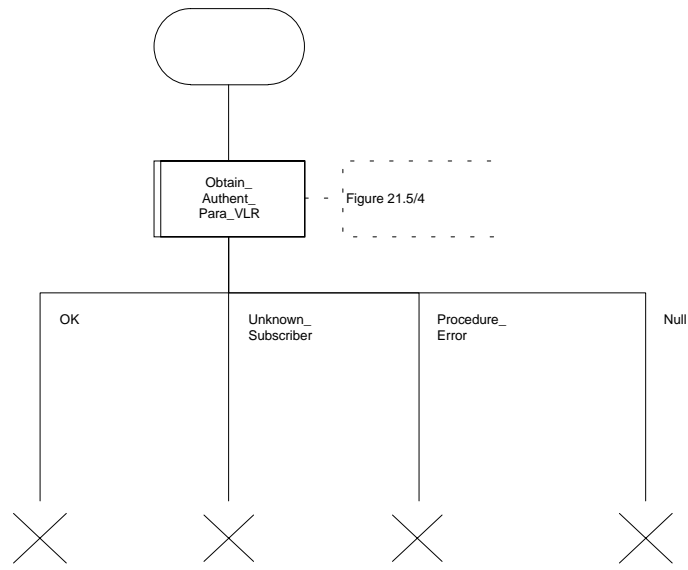 Obtain_
Authent_
Para_VLR
Figure 21.5/4
OK
Unknown_
Subscriber
Procedure_
Error
Null